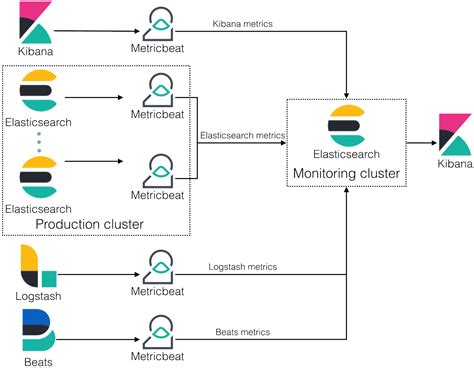 Kibana metrics
Kibana
Metricbeat
Elasticsearch
Metricbeat
Elasticsearch metrics
Elasticsearch
Metricbeat
Elasticsearch
Monitoring cluster
Kibana
Production cluster
Logstash metrics
Logstash
Metricbeat
Beats metrics
Beats
Metricbeat